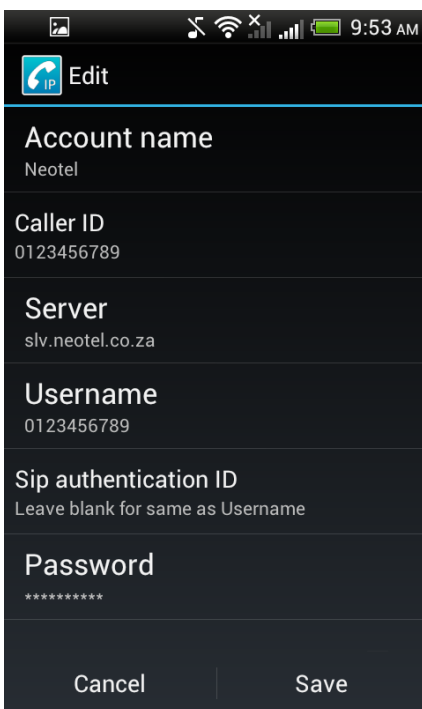 9:53 AM
IP Edit
Account name
Neotel
Caller ID
0123456789
Server
slv.neotel.co.za
Username
0123456789
Sip authentication ID
Leave blank for same as Username
Password
**********
Cancel Save